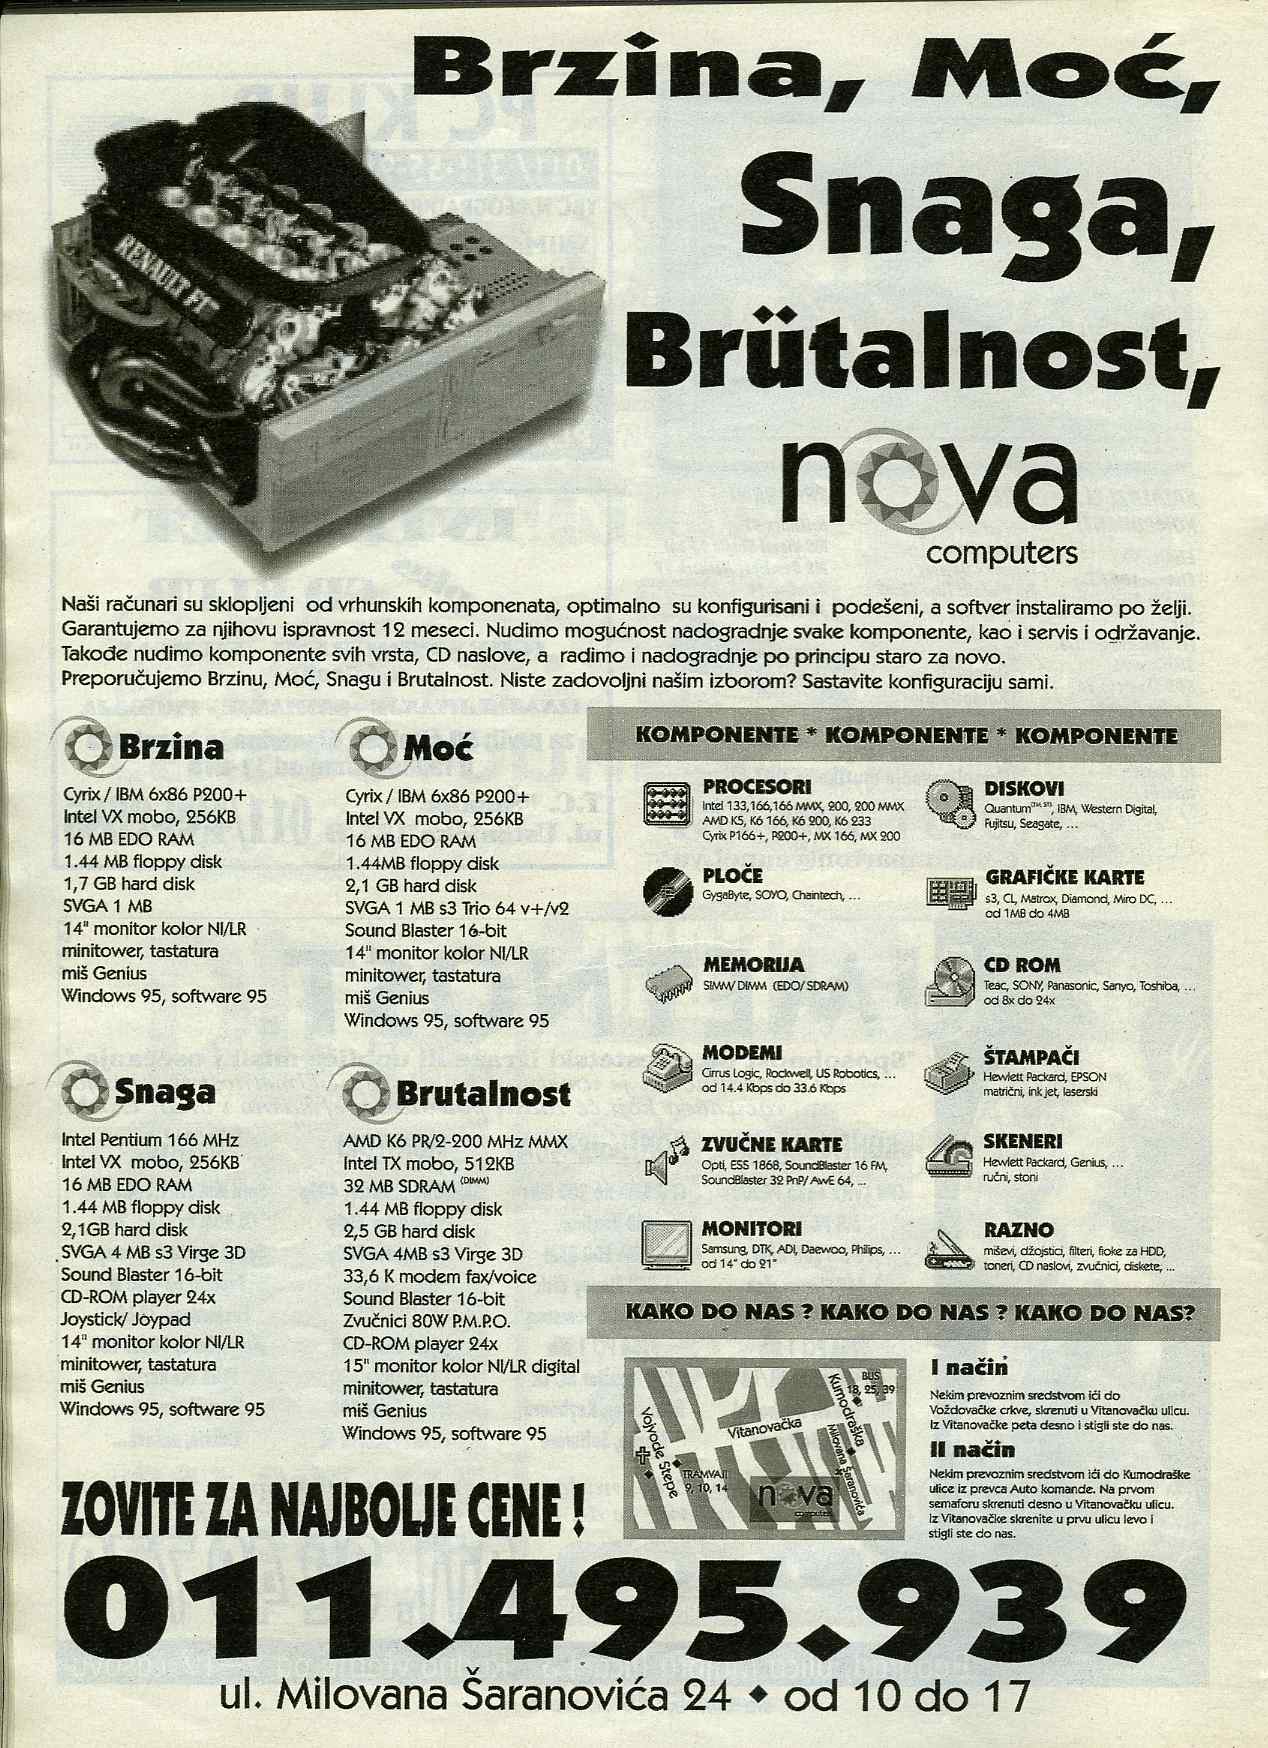 Brzina, Moć,
Snaga,
Brütalnost,
RENAULT F1
nova
computers
Naši računari su sklopljeni od vrhunskih komponenata, optimalno su konfigurisani i podešeni, a softver instaliramo po želji.
Garantujemo za njihovu ispravnost 12 meseci. Nudimo mogućnost nadogradnje svake komponente, kao i servis i održavanje.
Takođe nudimo komponente svih vrsta, CD naslove, a radimo i nadogradnje po principu staro za novo.
Preporučujemo Brzinu, Moć, Snagu i Brutalnost. Niste zadovoljni našim izborom? Sastavite konfiguraciju sami.
Brzina
Cyrix / IBM 6x86 P200+
Intel VX mobo, 256KB
16 MB EDO RAM
1.44 MB floppy disk
1,7 GB hard disk
SVGA 1 MB
14" monitor kolor NI/LR
minitower, tastatura
miš Genius
Windows 95, software 95
Moć
Cyrix / IBM 6x86 P200+
Intel VX mobo, 256KB
16 MB EDO RAM
1.44MB floppy disk
2,1 GB hard disk
SVGA 1 MB s3 Trio 64 v+/v2
Sound Blaster 16-bit
14" monitor kolor NI/LR
minitower, tastatura
miš Genius
Windows 95, software 95
Snaga
Intel Pentium 166 MHz
Intel VX mobo, 256KB
16 MB EDO RAM
1.44 MB floppy disk
2,1GB hard disk
SVGA 4 MB s3 Virge 3D
Sound Blaster 16-bit
CD-ROM player 24x
Joystick/ Joypad
14" monitor kolor NI/LR
minitower, tastatura
miš Genius
Windows 95, software 95
Brutalnost
AMD K6 PR/2-200 MHz MMX
Intel TX mobo, 512KB
32 MB SDRAM (DIMM)
1.44 MB floppy disk
2,5 GB hard disk
SVGA 4MB s3 Virge 3D
33,6 K modem fax/voice
Sound Blaster 16-bit
Zvučnici 80W P.M.P.O.
CD-ROM player 24x
15" monitor kolor NI/LR digital
minitower, tastatura
miš Genius
Windows 95, software 95
KOMPONENTE * KOMPONENTE * KOMPONENTE
PROCESORI
Intel 133,166,166 MMX, 200, 200 MMX
AMD K5, K6 166, K6 200, K6 233
Cyrix P166+, P200+, MX 166, MX 200
PLOČE
GygaByte, SOYO, Chaintech, ...
MEMORIJA
SIMM/ DIMM (EDO/ SDRAM)
MODEMI
Cirrus Logic, Rockwell, US Robotics, ...
od 14.4 Kbps do 33.6 Kbps
ZVUČNE KARTE
Opti, ESS 1868, SoundBlaster 16 FM,
SoundBlaster 32 PnP/ AwE 64, ...
MONITORI
Samsung, DTK, ADI, Daewoo, Philips, ...
od 14" do 21"
DISKOVI
Quantum, IBM, Western Digital,
Fujitsu, Seagate, ...
GRAFIČKE KARTE
s3, CL, Matrox, Diamond, Miro DC, ...
od 1MB do 4MB
CD ROM
Teac, SONY, Panasonic, Sanyo, Toshiba, ...
od 8x do 24x
ŠTAMPAČI
Hewlett Packard, EPSON
matrični, ink jet, laserski
SKENERI
Hewlett Packard, Genius, ...
ručni, stoni
RAZNO
miševi, džojstici, filteri, fioke za HDD,
toneri, CD naslovi, zvučnici, diskete, ...
KAKO DO NAS ? KAKO DO NAS ? KAKO DO NAS?
BUS
18, 25, 39
Kumodraška
Vojvode Stepe
Vitanovačka
Milovana Šaranovića
TRAMVAJI
9, 10, 14
nova
computers
I način
Nekim prevoznim sredstvom ići do
Voždovačke crkve, skrenuti u Vitanovačku ulicu.
Iz Vitanovačke peta desno i stigli ste do nas.
II način
Nekim prevoznim sredstvom ići do Kumodraške
ulice iz prevca Auto komande. Na prvom
semaforu skrenuti desno u Vitanovačku ulicu.
Iz Vitanovačke skrenite u prvu ulicu levo i
stigli ste do nas.
ZOVITE ZA NAJBOLJE CENE !
011.495.939
ul. Milovana Šaranovića 24 ◆ od 10 do 17